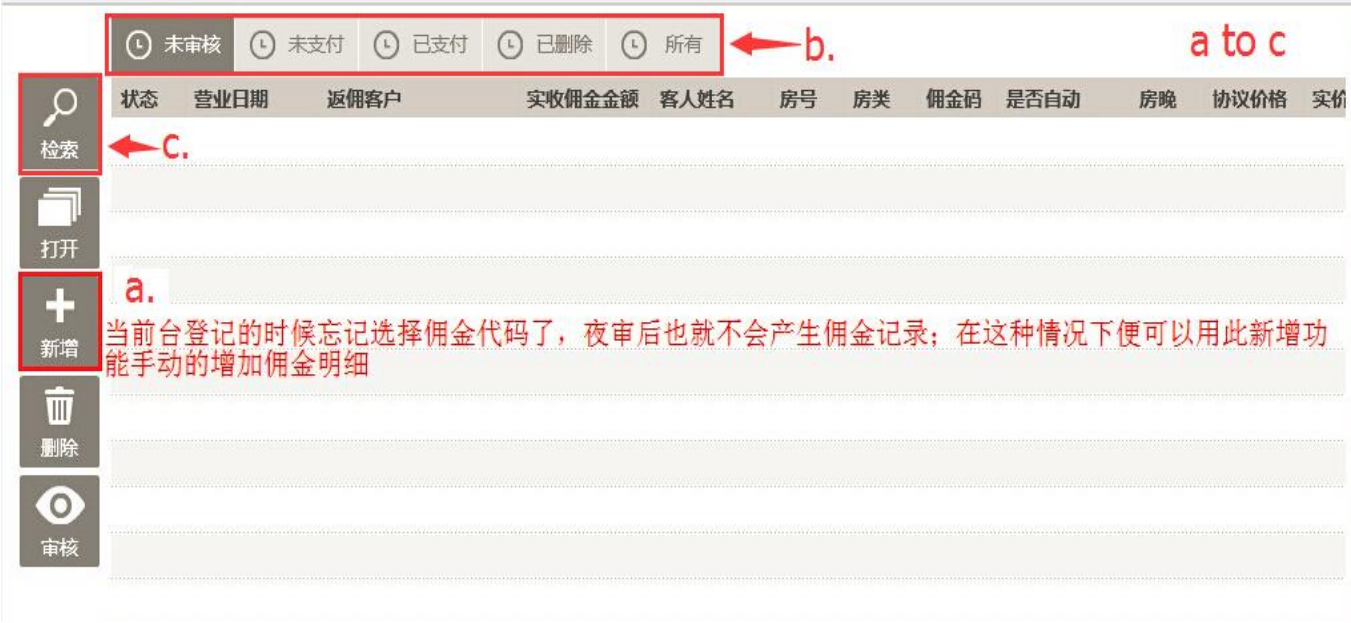 未审核 未支付 已支付 已删除 所有 b. a to c
状态 营业日期 返佣客户 实收佣金金额 客人姓名 房号 房类 佣金码 是否自动 房晚 协议价格 实价
检索 c.
打开
a.
新增
当前台登记的时候忘记选择佣金代码了，夜审后也就不会产生佣金记录；在这种情况下便可以用此新增功
能手动的增加佣金明细
删除
审核